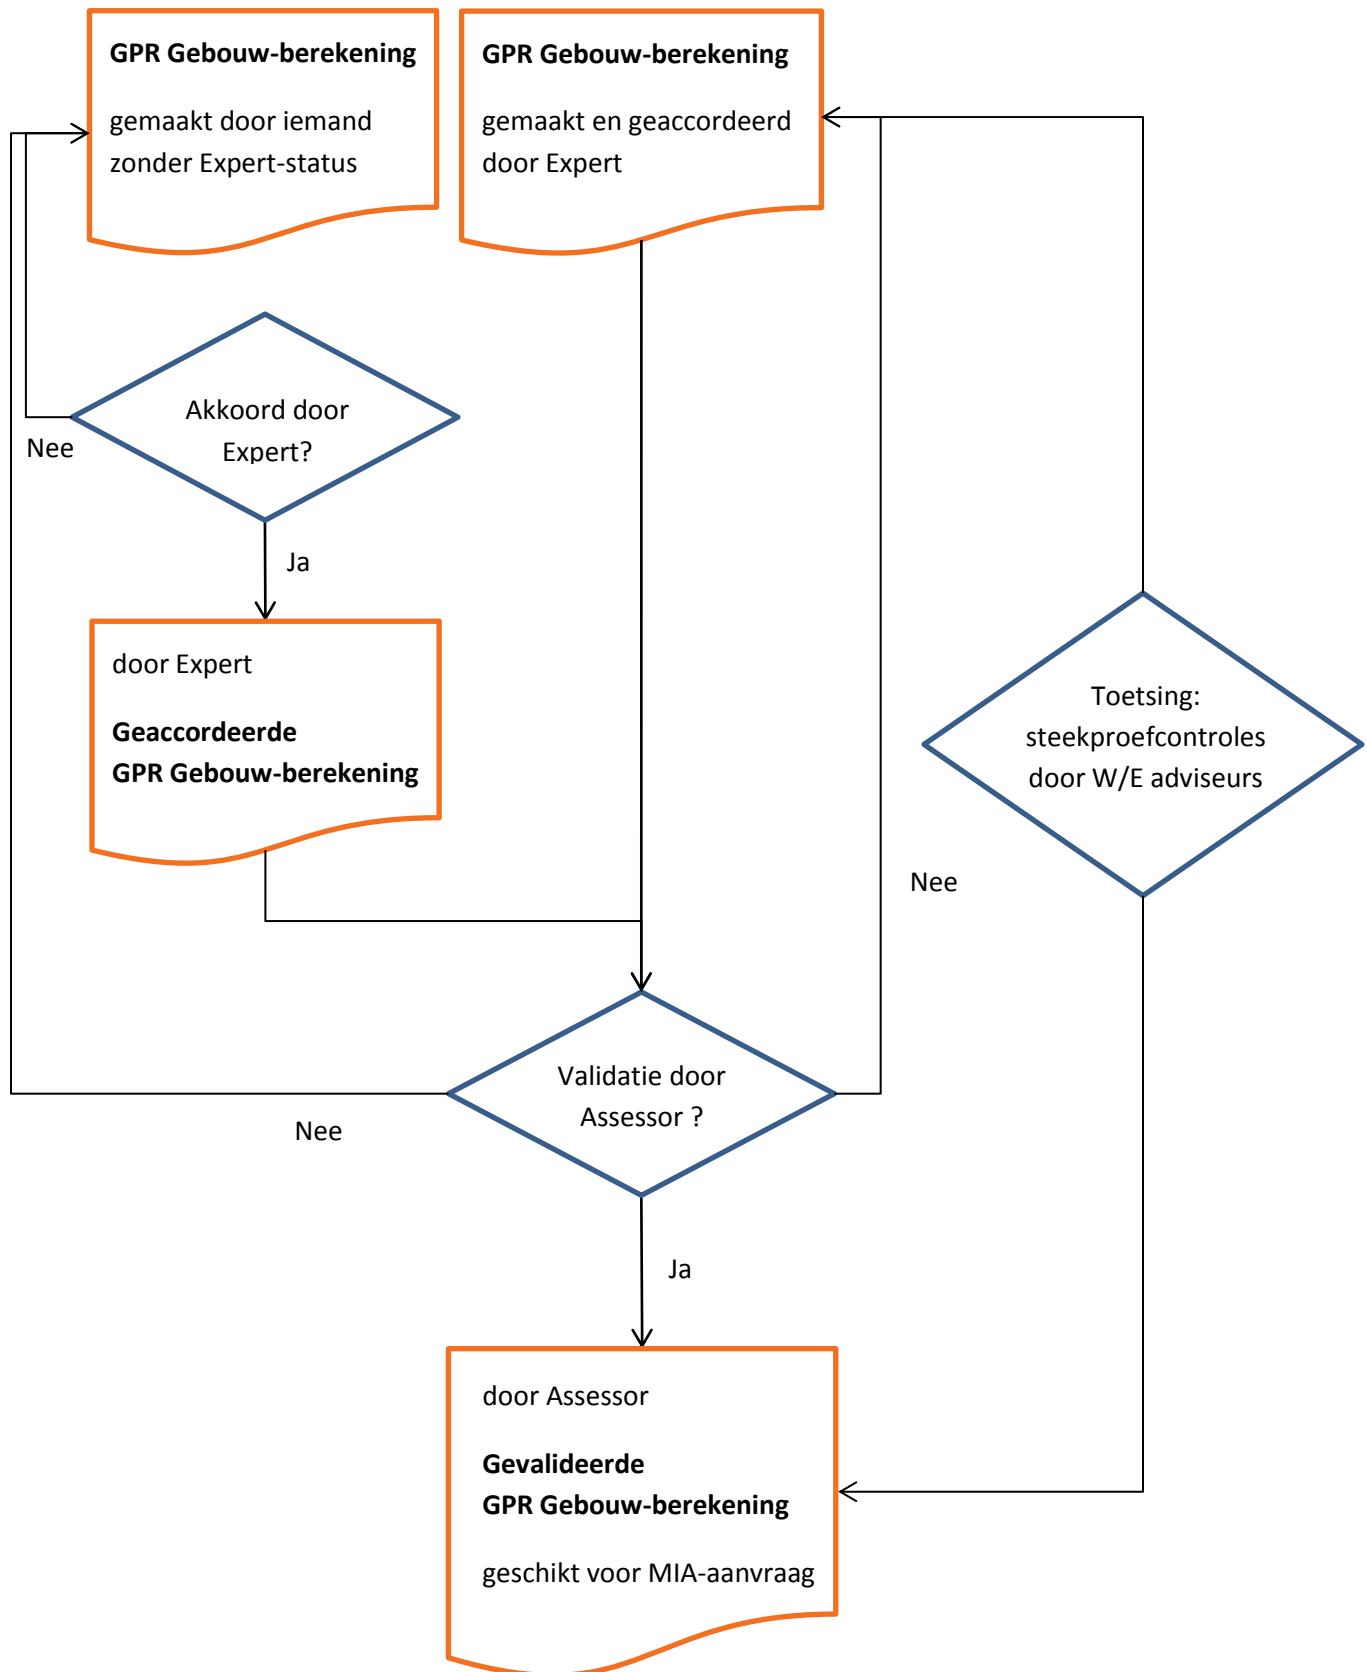 GPR Gebouw-berekening
gemaakt door iemand
zonder Expert-status
GPR Gebouw-berekening
gemaakt en geaccordeerd
door Expert
Akkoord door
Expert?
Nee
Ja
door Expert
Geaccordeerde
GPR Gebouw-berekening
Toetsing:
steekproefcontroles
door W/E adviseurs
Nee
Validatie door
Assessor ?
Nee
Ja
door Assessor
Gevalideerde
GPR Gebouw-berekening
geschikt voor MIA-aanvraag